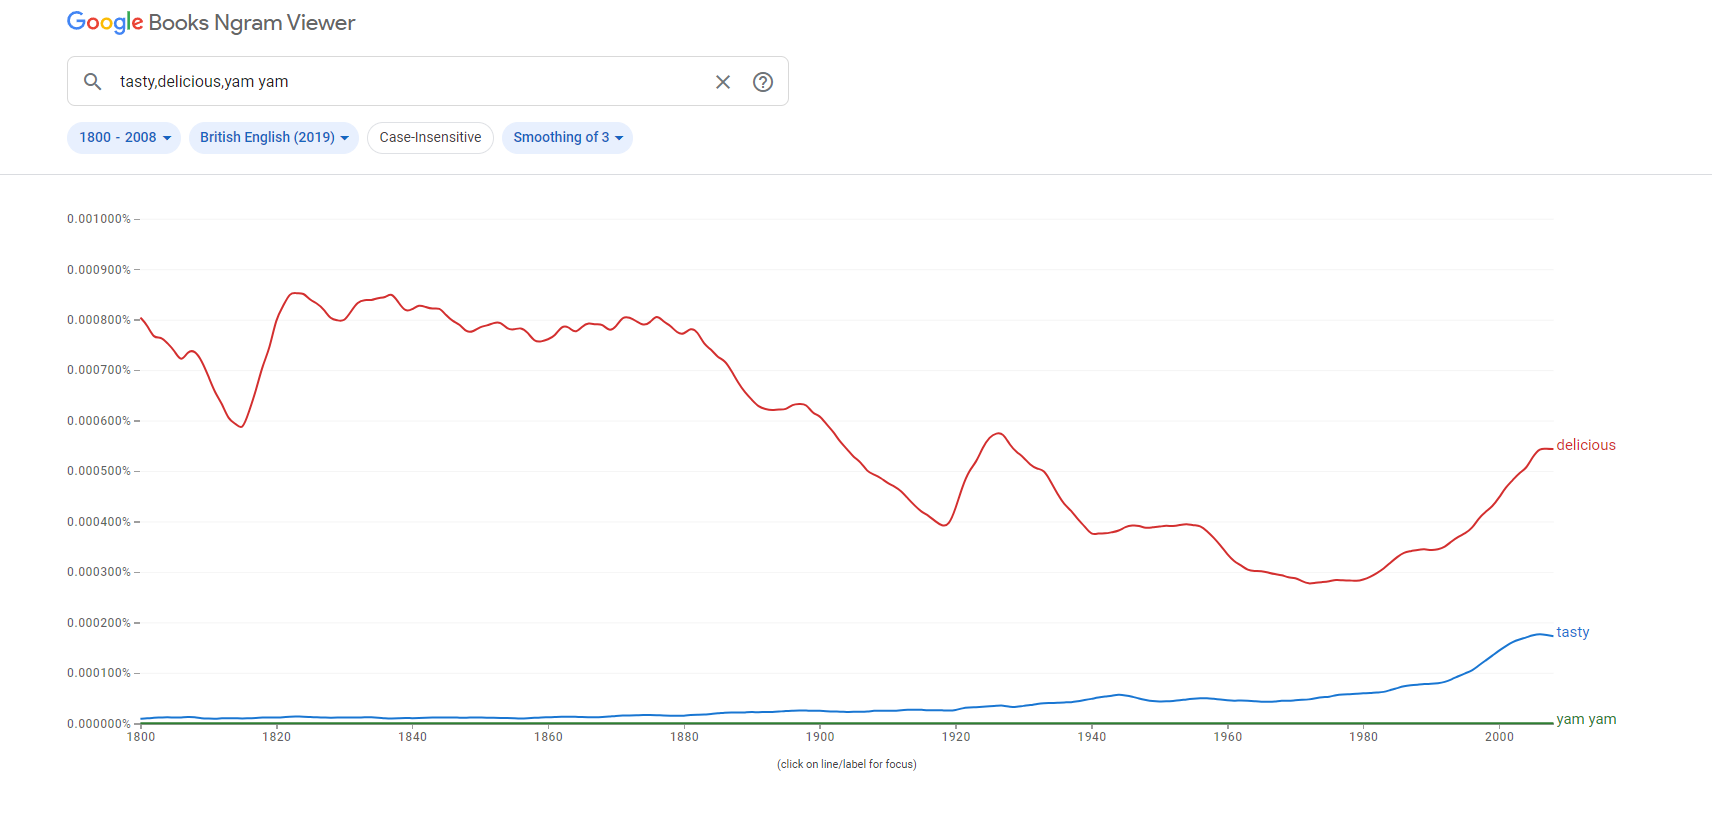 Google Books Ngram Viewer
tasty,delicious,yam yam
1800 - 2008
British English (2019)
Case-Insensitive
Smoothing of 3
0.001000%
0.000900%
0.000800%
0.000700%
0.000600%
0.000500%
0.000400%
0.000300%
0.000200%
0.000100%
0.000000%
delicious
tasty
yam yam
1800 1820 1840 1860 1880 1900 1920 1940 1960 1980 2000
(click on line/label for focus)